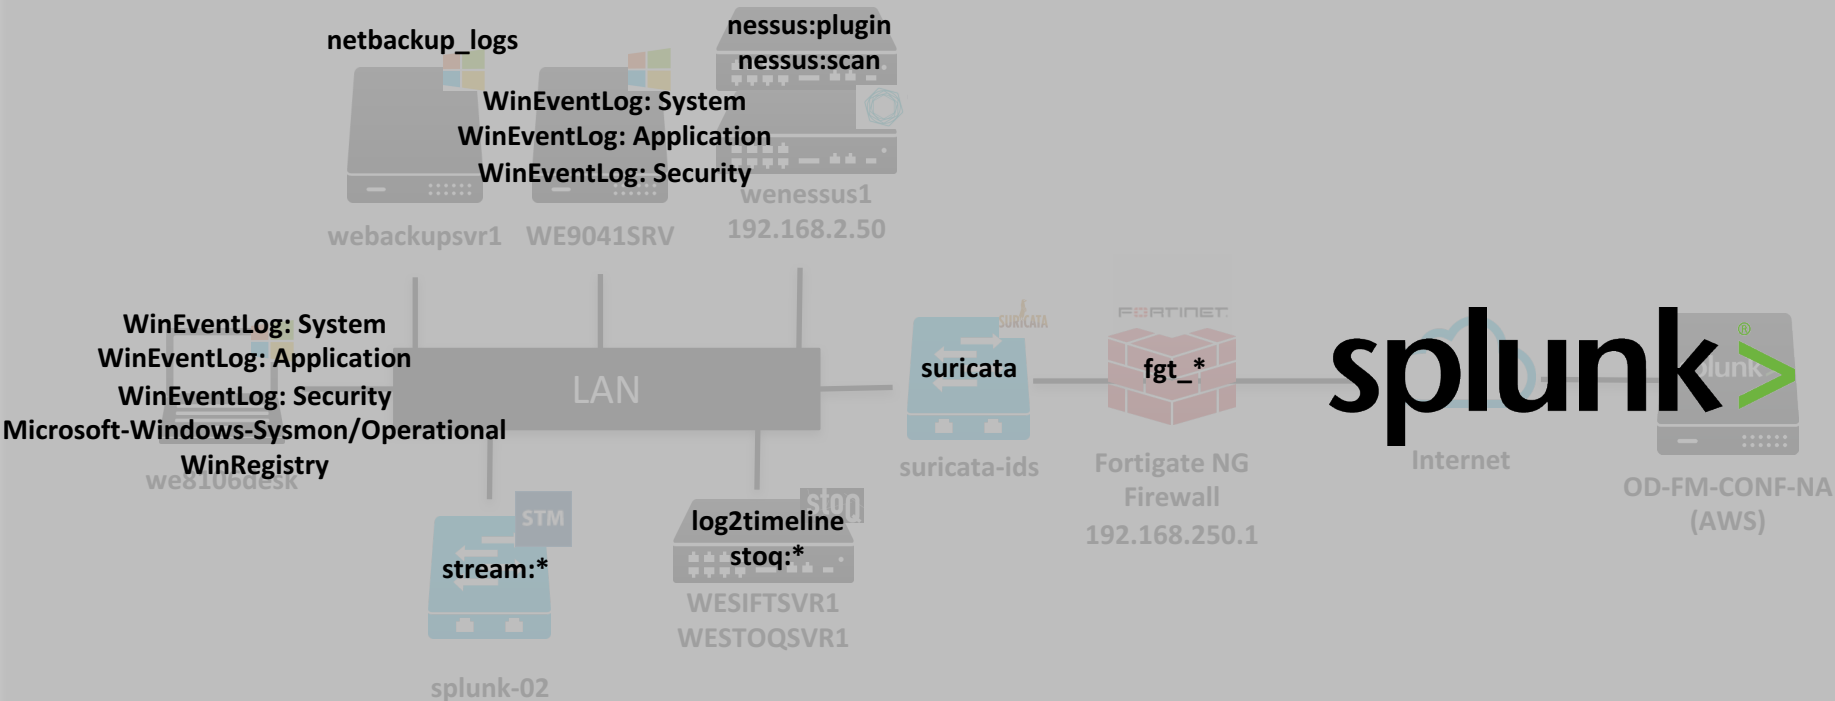 netbackup_logs
nessus:plugin
nessus:scan
WinEventLog: System
WinEventLog: Application
WinEventLog: Security
webackupsvr1
WE9041SRV
wenessus1
192.168.2.50
WinEventLog: System
WinEventLog: Application
WinEventLog: Security
Microsoft-Windows-Sysmon/Operational
WinRegistry
we8106desk
LAN
SURICATA
suricata
suricata-ids
FORTINET
fgt_*
Fortigate NG
Firewall
192.168.250.1
splunk>®
Internet
splunk>
OD-FM-CONF-NA
(AWS)
STM
stream:*
splunk-02
stoQ
log2timeline
stoq:*
WESIFTSVR1
WESTOQSVR1